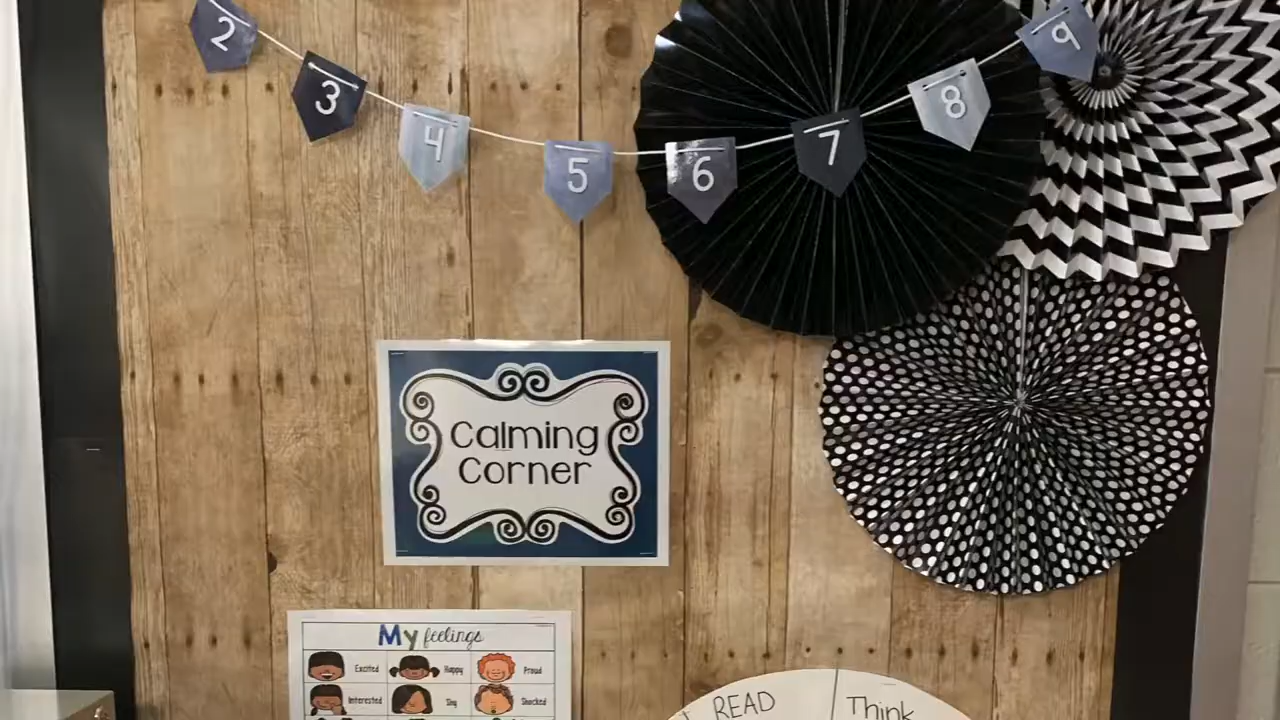 2
3
4
5
6
7
8
9
Calming
Corner
My feelings
Excited
Happy
Proud
Interested
Shy
Shocked
READ
Think